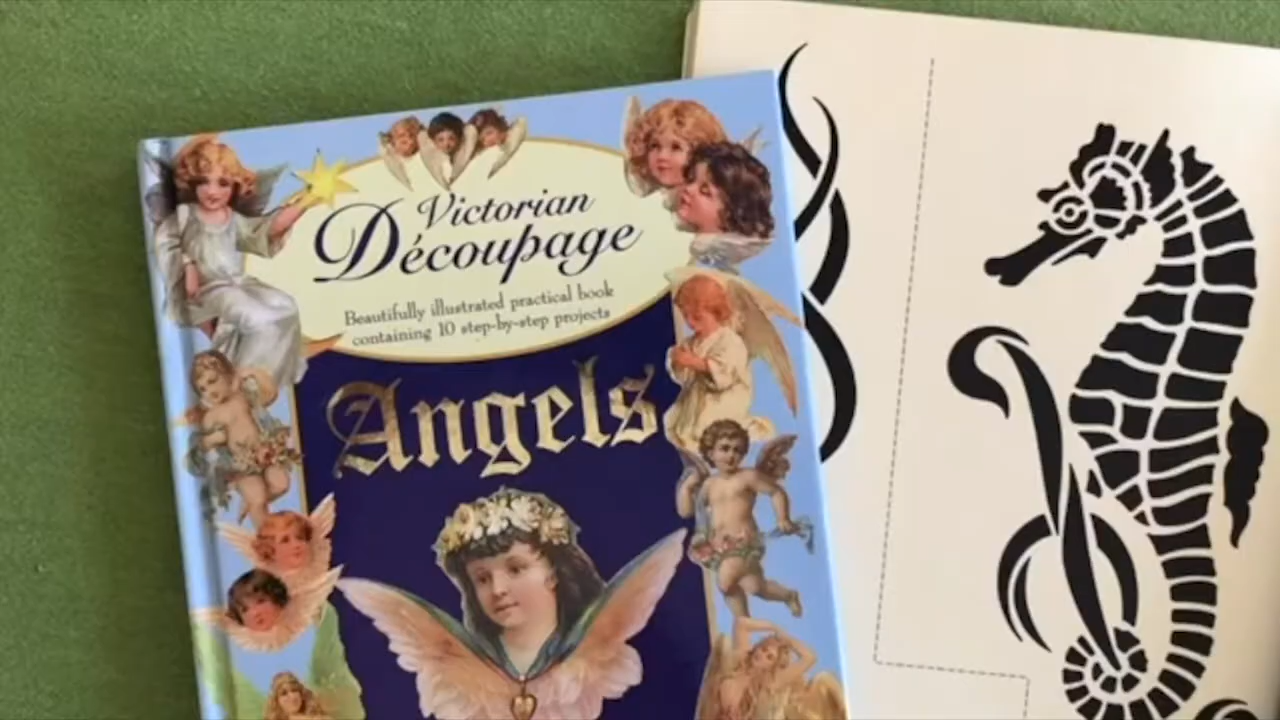 Victorian
Découpage
Beautifully illustrated practical book
containing 10 step-by-step projects
Angels